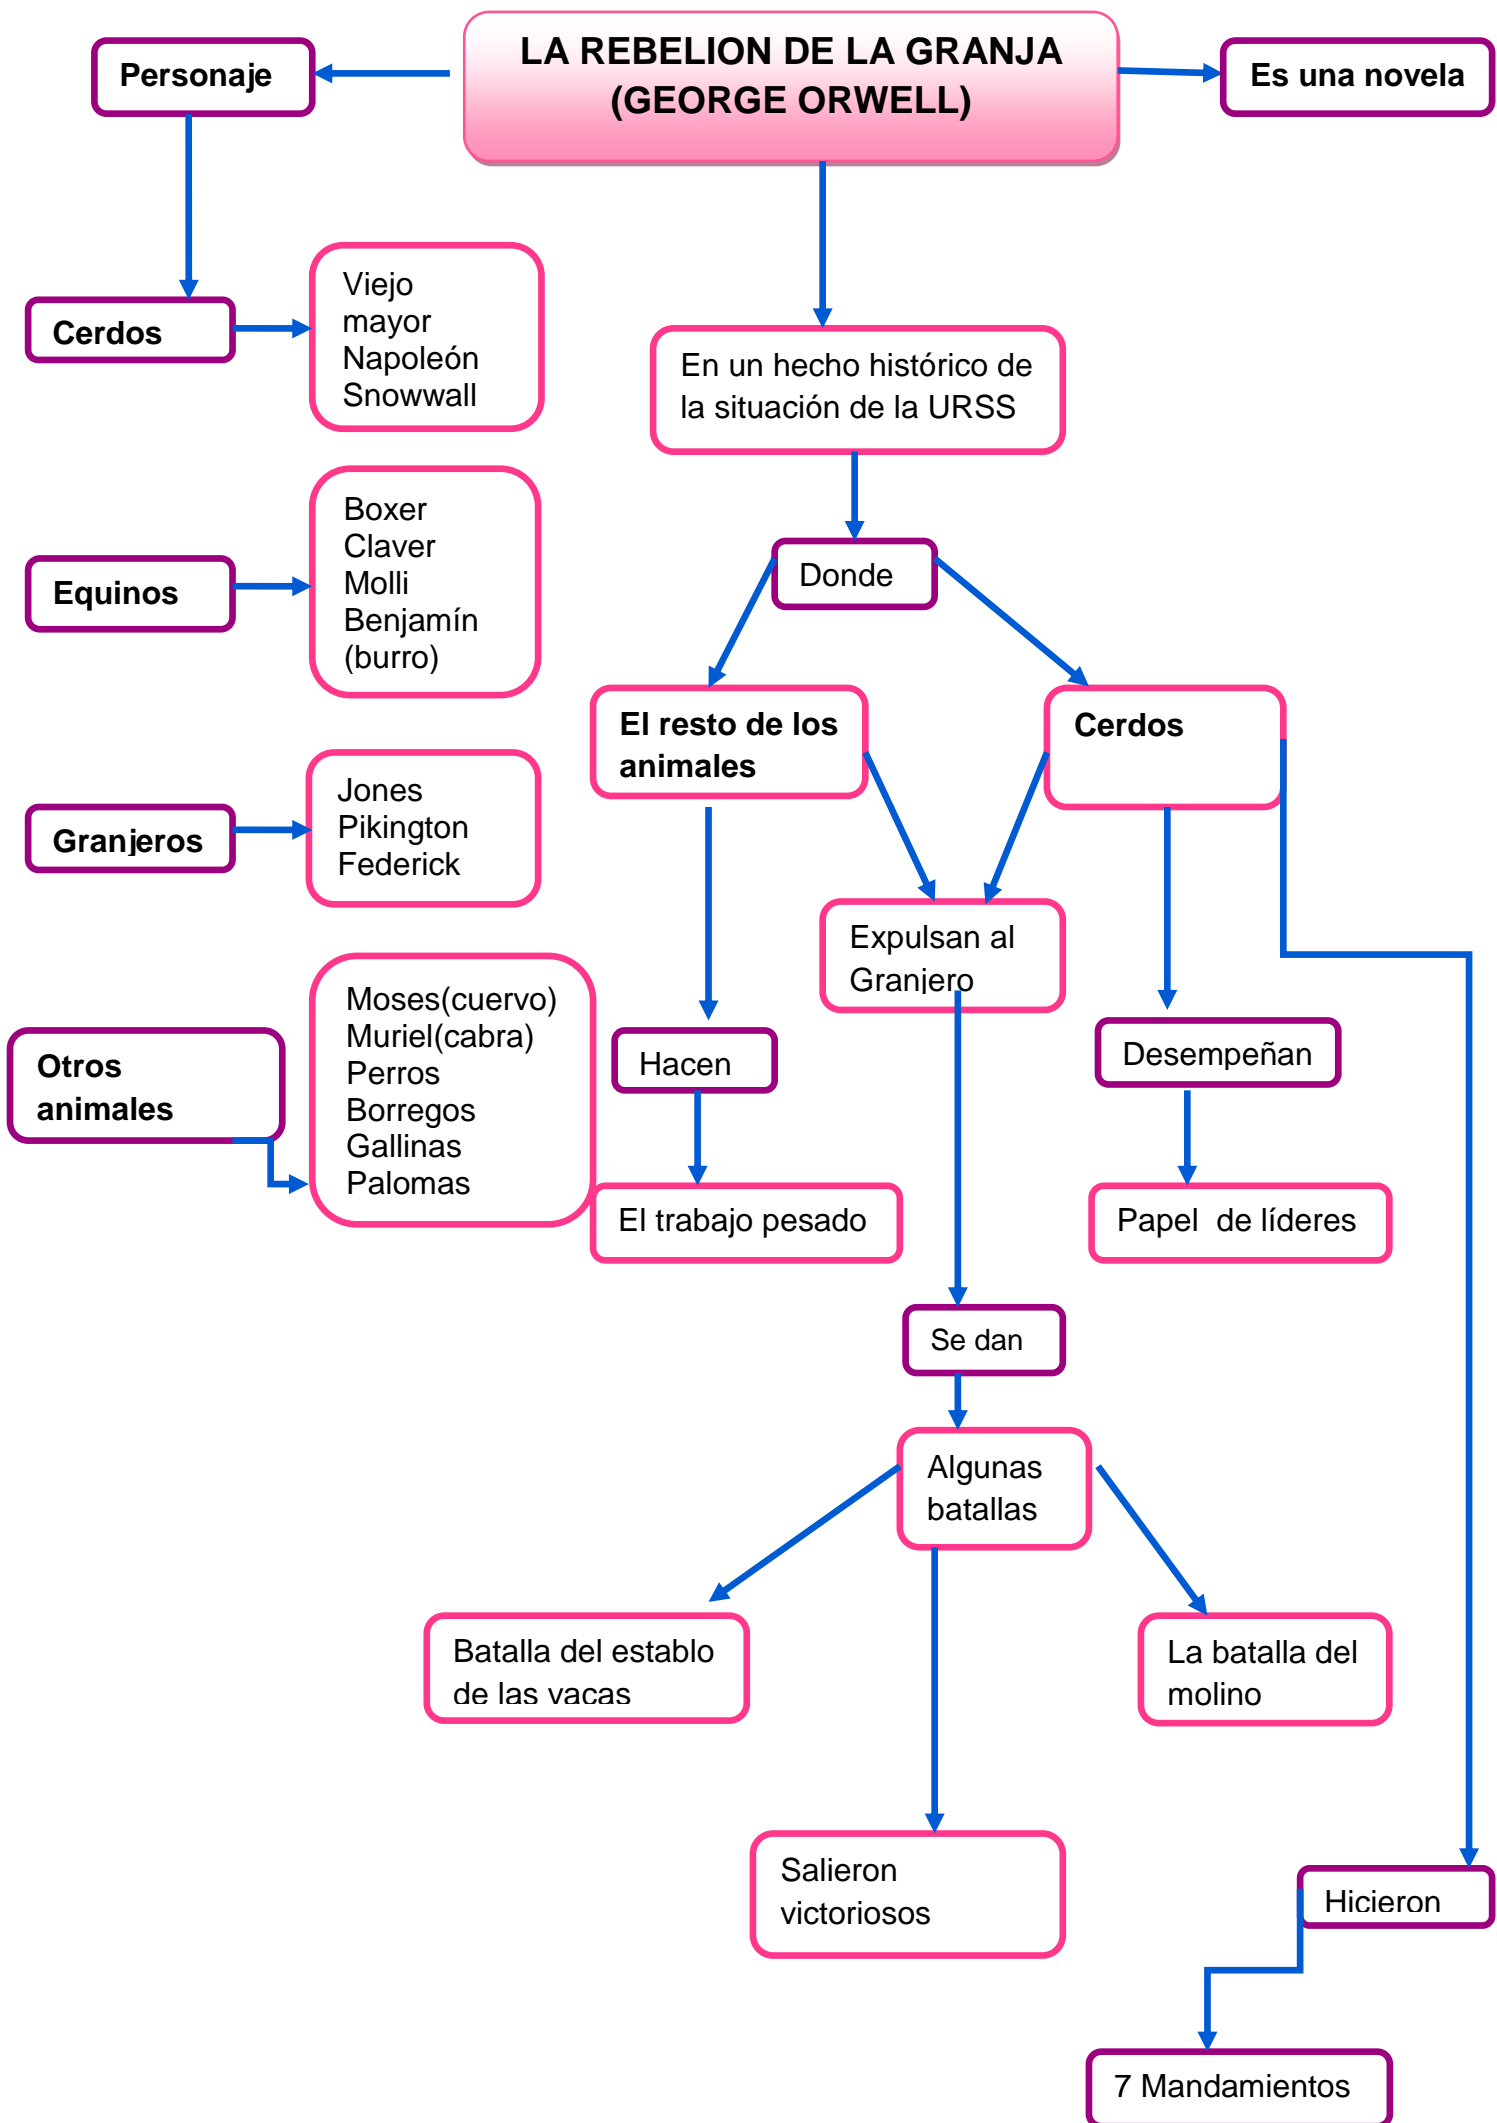 LA REBELION DE LA GRANJA
(GEORGE ORWELL)
Personaje
Es una novela
Cerdos
Viejo
mayor
Napoleón
Snowwall
En un hecho histórico de
la situación de la URSS
Equinos
Boxer
Claver
Molli
Benjamín
(burro)
Donde
El resto de los
animales
Cerdos
Granjeros
Jones
Pikington
Federick
Expulsan al
Granjero
Otros
animales
Moses(cuervo)
Muriel(cabra)
Perros
Borregos
Gallinas
Palomas
Hacen
Desempeñan
El trabajo pesado
Papel  de líderes
Se dan
Algunas
batallas
Batalla del establo
de las vacas
La batalla del
molino
Salieron
victoriosos
Hicieron
7 Mandamientos